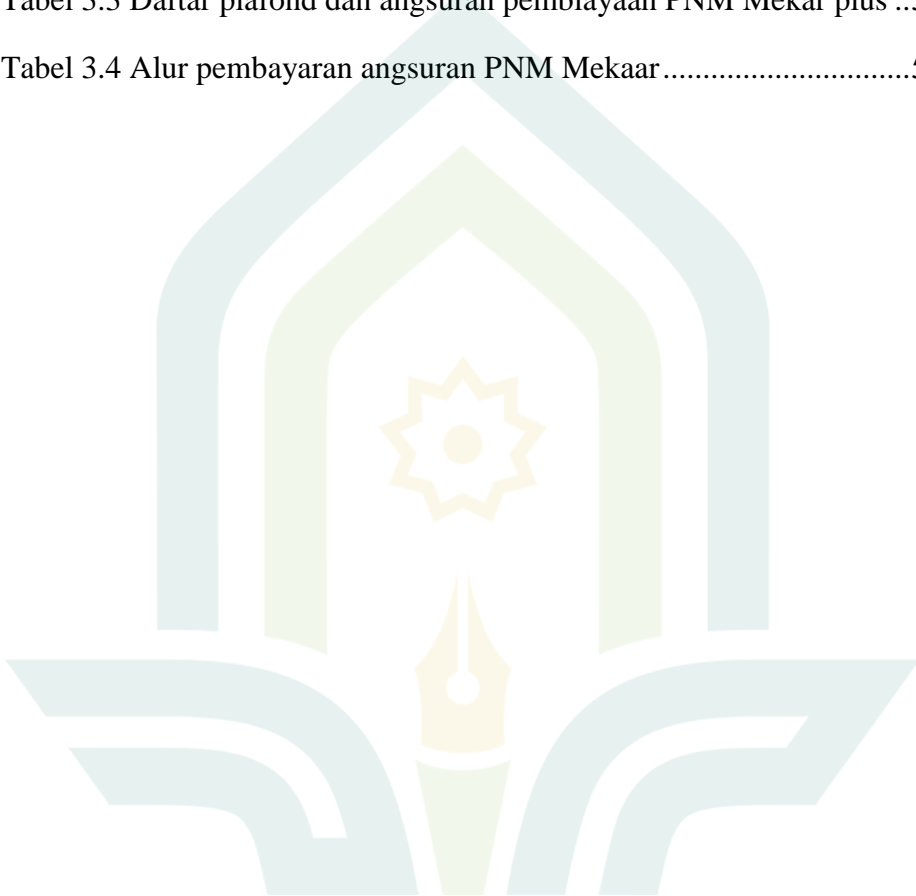 Tabel 3.3 Daftar plafond dan angsuran pembiayaan PNM Mekar plus ..
Tabel 3.4 Alur pembayaran angsuran PNM Mekaar...............................